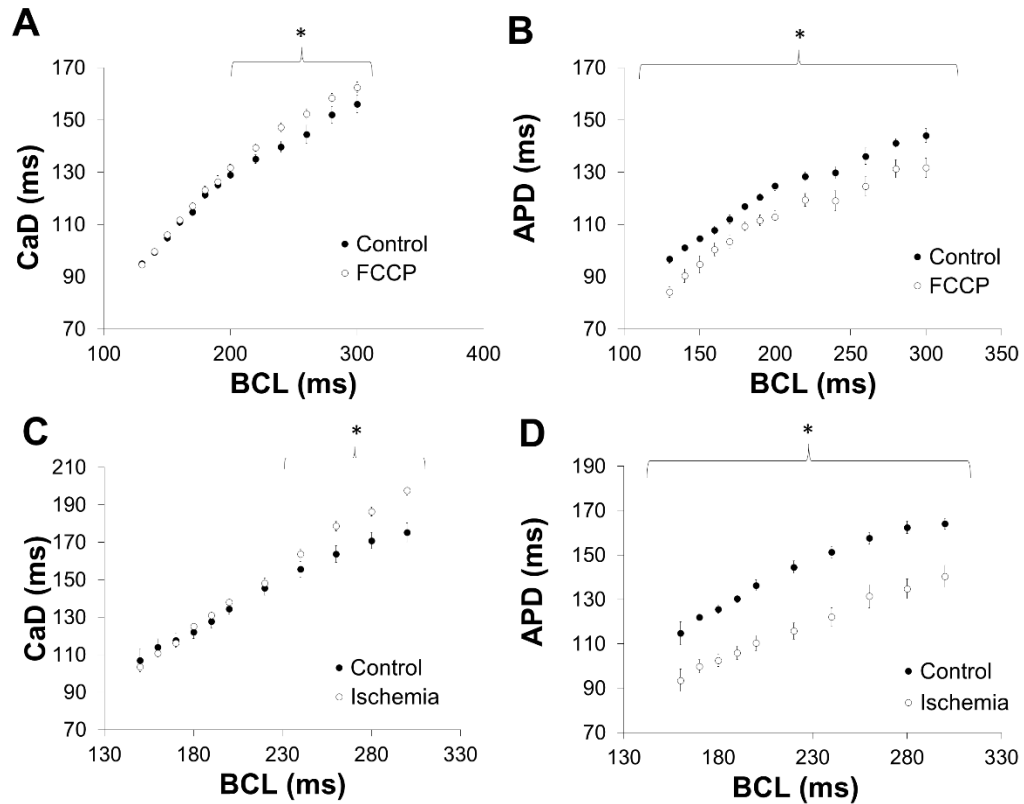 A
*
170
150
130
110
90
70
CaD (ms)
Control
FCCP
100 200 300 400
BCL (ms)
B
*
170
150
130
110
90
70
APD (ms)
Control
FCCP
100 150 200 250 300 350
BCL (ms)
C
*
210
190
170
150
130
110
90
70
CaD (ms)
Control
Ischemia
130 180 230 280 330
BCL (ms)
D
*
190
170
150
130
110
90
70
APD (ms)
Control
Ischemia
130 180 230 280 330
BCL (ms)